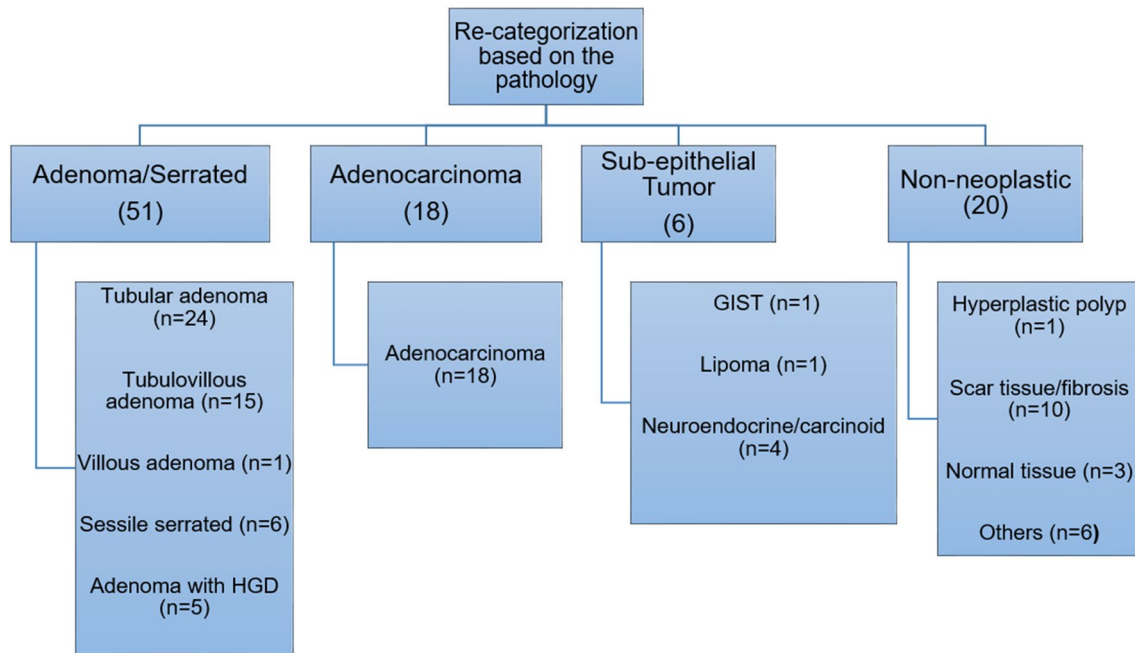 Re-categorization
based on the
pathology
Adenoma/Serrated
(51)
Adenocarcinoma
(18)
Sub-epithelial
Tumor
(6)
Non-neoplastic
(20)
Tubular adenoma
(n=24)
Tubulovillous
adenoma (n=15)
Villous adenoma (n=1)
Sessile serrated (n=6)
Adenoma with HGD
(n=5)
Adenocarcinoma
(n=18)
GIST (n=1)
Lipoma (n=1)
Neuroendocrine/carcinoid
(n=4)
Hyperplastic polyp
(n=1)
Scar tissue/fibrosis
(n=10)
Normal tissue (n=3)
Others (n=6)